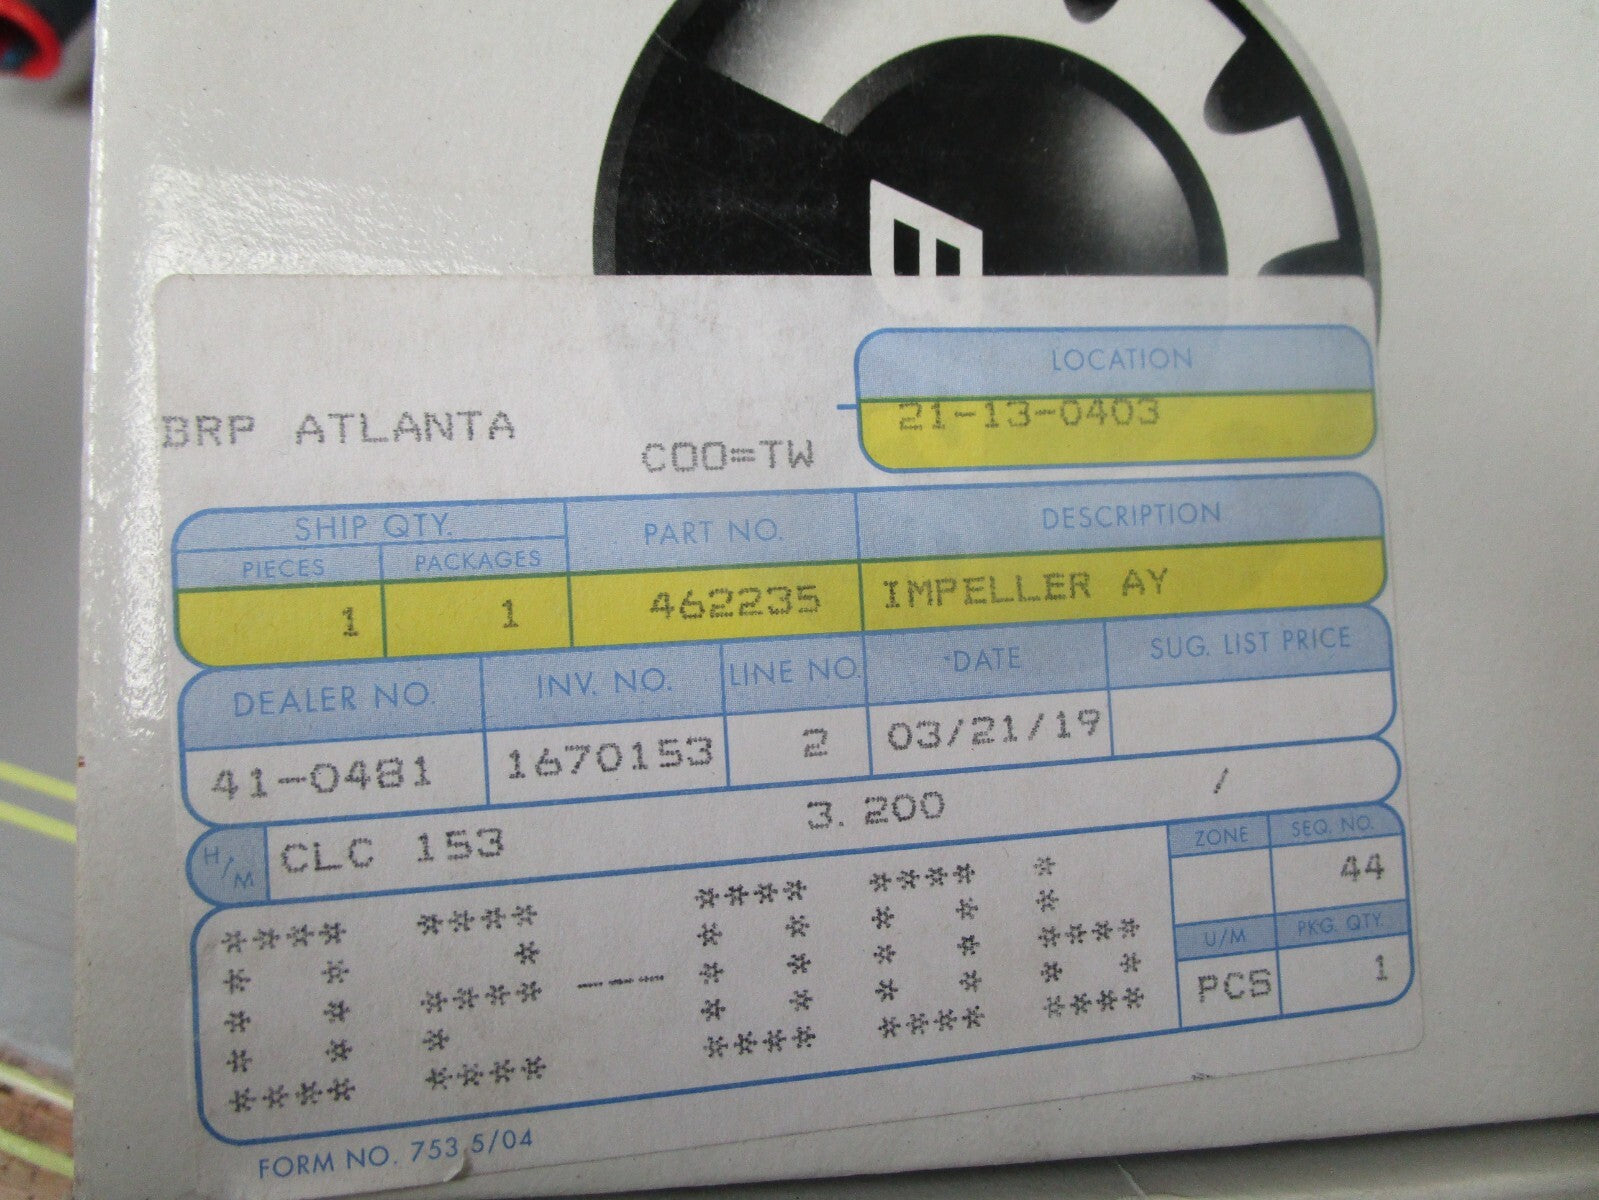 BRP ATLANTA
COO=TW
LOCATION
21-13-0403
SHIP QTY. PART NO. DESCRIPTION
PIECES PACKAGES
1 1 462235 IMPELLER AY
DEALER NO. INV. NO. LINE NO. DATE SUG. LIST PRICE
41-0481 1670153 2 03/21/19
H/M CLC 153 3.200 /
ZONE SEQ. NO.
44
U/M PKG. QTY.
PCS 1
02---006
FORM NO. 753 5/04